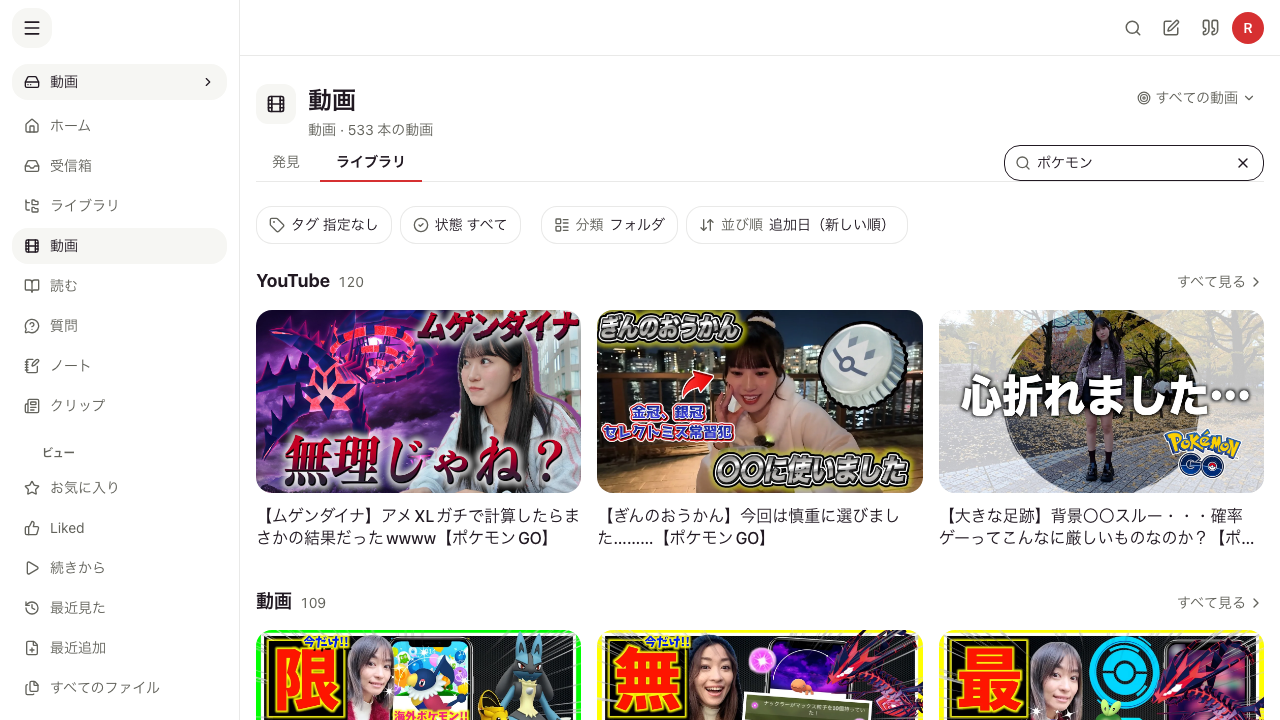 R
動画
ホーム
受信箱
ライブラリ
動画
読む
質問
ノート
クリップ
ビュー
お気に入り
Liked
続きから
最近見た
最近追加
すべてのファイル
動画
動画 · 533 本の動画
すべての動画
発見
ライブラリ
ポケモン
タグ 指定なし
状態 すべて
分類 フォルダ
並び順 追加日（新しい順）
YouTube 120
すべて見る
ムゲンダイナ
無理じゃね？
ぎんのおうかん
金冠、銀冠
セレクトミス常習犯
〇〇に使いました
心折れました…
Pokémon
GO
【ムゲンダイナ】アメXLガチで計算したらまさかの結果だったwwww【ポケモンGO】
【ぎんのおうかん】今回は慎重に選びました………【ポケモンGO】
【大きな足跡】背景〇〇スルー・・・確率ゲーってこんなに厳しいものなのか？【ポ…
動画 109
すべて見る
今だけ!!
限
海外ポケモン!!
今だけ!!
無
最